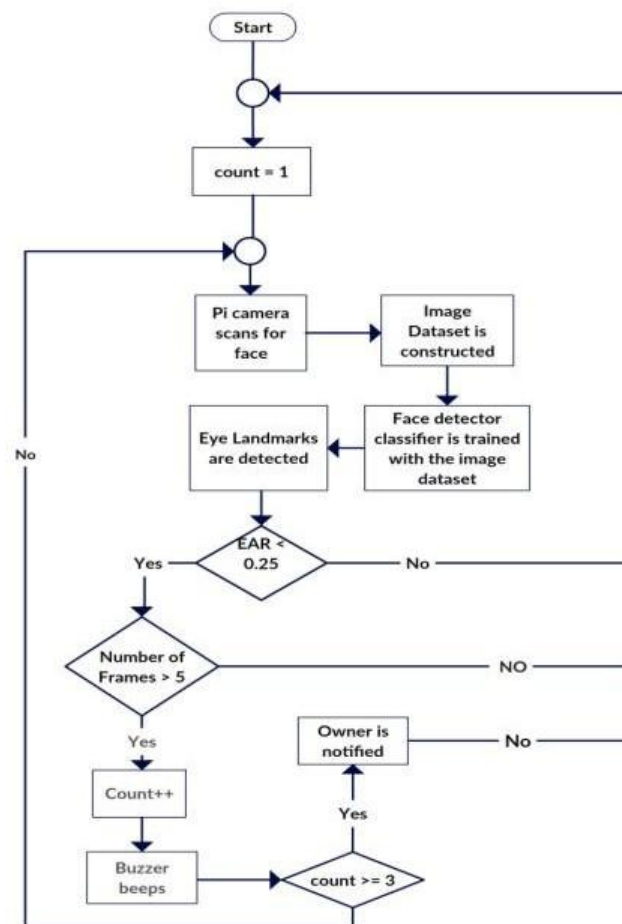 Start
count = 1
Pi camera
scans for
face
Image
Dataset is
constructed
Face detector
classifier is trained
with the image
dataset
Eye Landmarks
are detected
No
EAR <
0.25
Yes
No
Number of
Frames > 5
NO
Yes
Owner is
notified
No
Count++
Yes
Buzzer
beeps
count >= 3